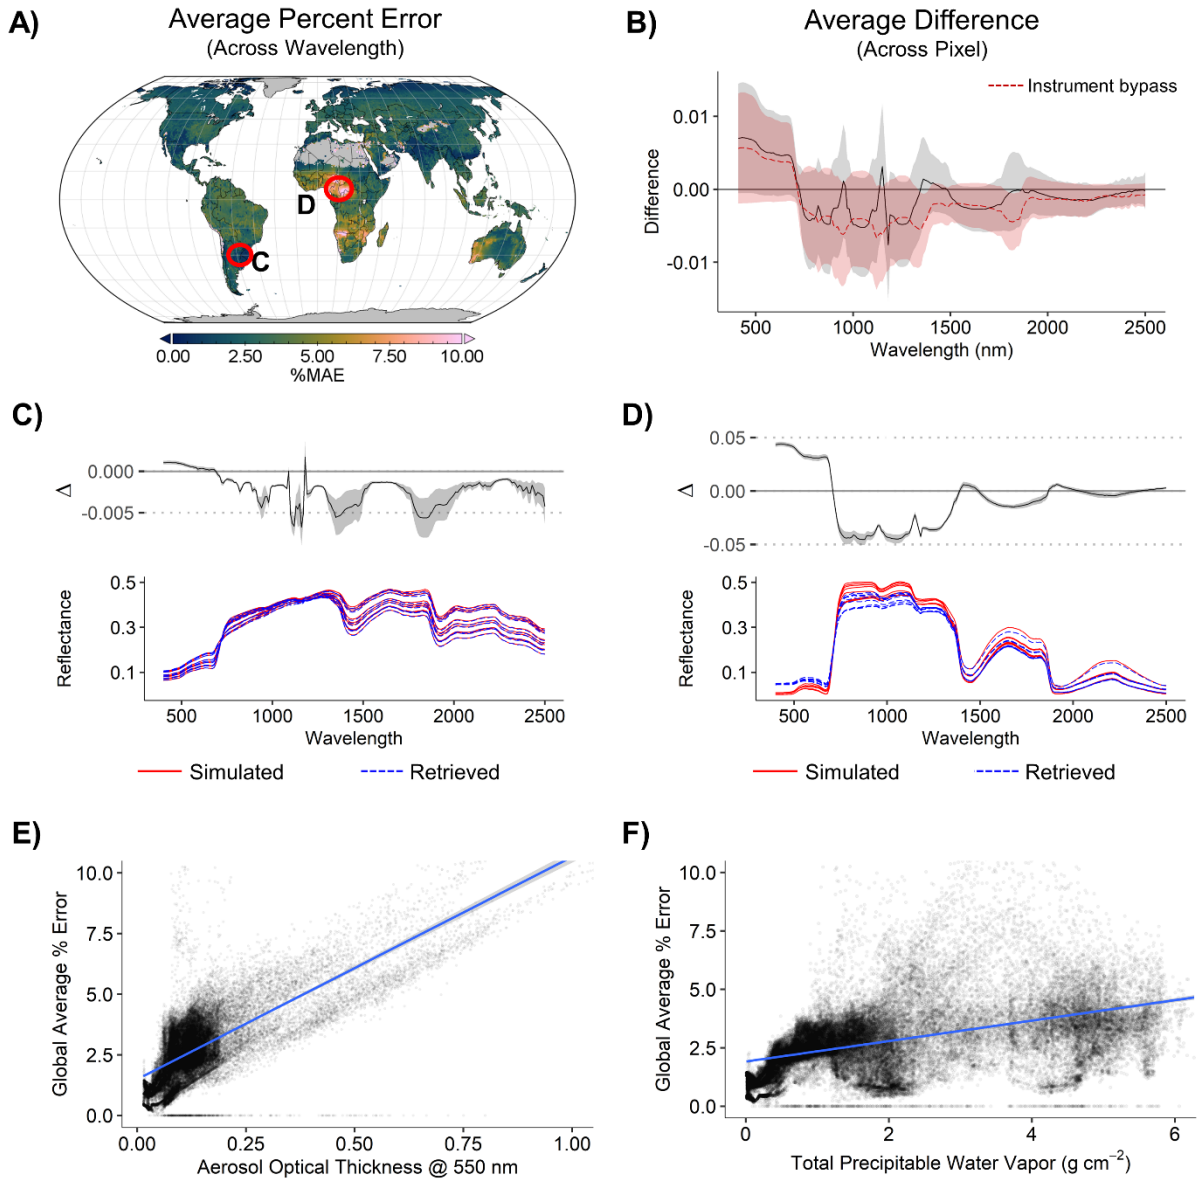 A)
Average Percent Error
(Across Wavelength)
D
C
0.00 2.50 5.00 7.50 10.00
%MAE
B)
Average Difference
(Across Pixel)
Instrument bypass
0.01
0.00
-0.01
Difference
500 1000 1500 2000 2500
Wavelength (nm)
C)
0.000
-0.005
Δ
0.5
0.3
0.1
Reflectance
500 1000 1500 2000 2500
Wavelength
Simulated Retrieved
D)
0.05
0.00
-0.05
Δ
0.5
0.3
0.1
Reflectance
500 1000 1500 2000 2500
Wavelength
Simulated Retrieved
E)
10.0
7.5
5.0
2.5
0.0
Global Average % Error
0.00 0.25 0.50 0.75 1.00
Aerosol Optical Thickness @ 550 nm
F)
10.0
7.5
5.0
2.5
0.0
Global Average % Error
0 2 4 6
Total Precipitable Water Vapor (g cm⁻²)